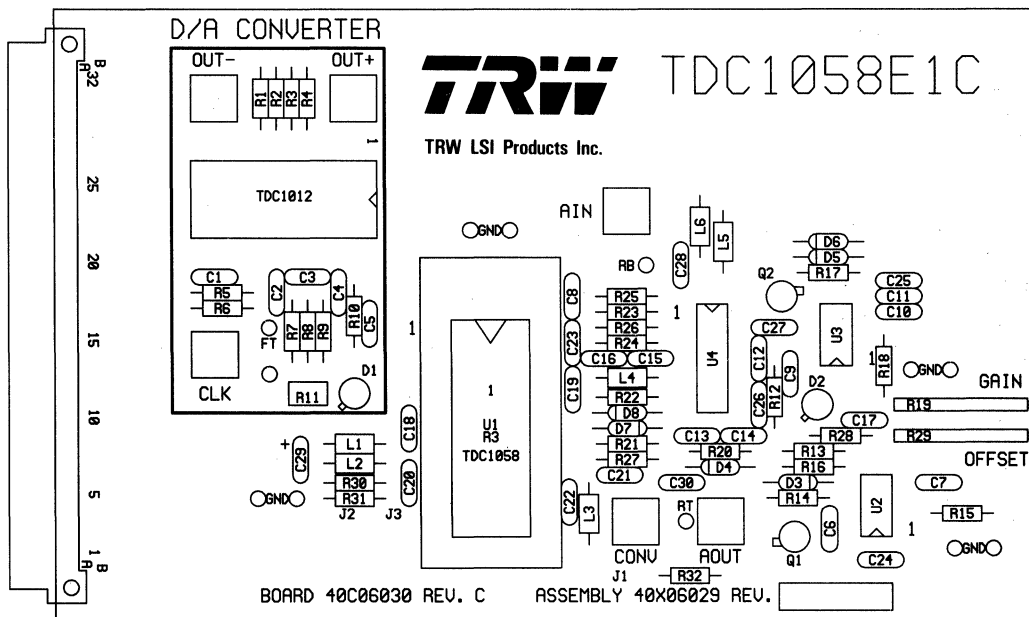 D/A CONVERTER
OUT- OUT+
R1 R2 R3 R4
1
TDC1012
C1
R5
R6
C2 C3 C4
R7 R8 R9
R10 C5
FT
CLK
R11
D1
B
A
32
25
20
15
10
5
1 B
A
TRW
TRW LSI Products Inc.
TDC1058E1C
AIN
GND
RB
C28
L6
L5
D6
D5
R17
Q2
C25
C11
C10
1
C8
C23
C19
R25
R23
R26
R24
C16 C15
L4
R22
D8
D7
R21
R27
C21
1
U4
C27
C12
C26
R12
C9
U3
1
R18
D2
GND
GAIN
R19
R29
OFFSET
C17
R28
C13 C14
R20
D4
R13
R16
D3
R14
C30
1
U1
R3
TDC1058
C18
C20
+
C29
L1
L2
R30
R31
GND
J2 J3
C22
L3
CONV
J1
RT
AOUT
R32
Q1
C6
U2
1
C7
R15
GND
C24
BOARD 40C06030 REV. C ASSEMBLY 40X06029 REV.